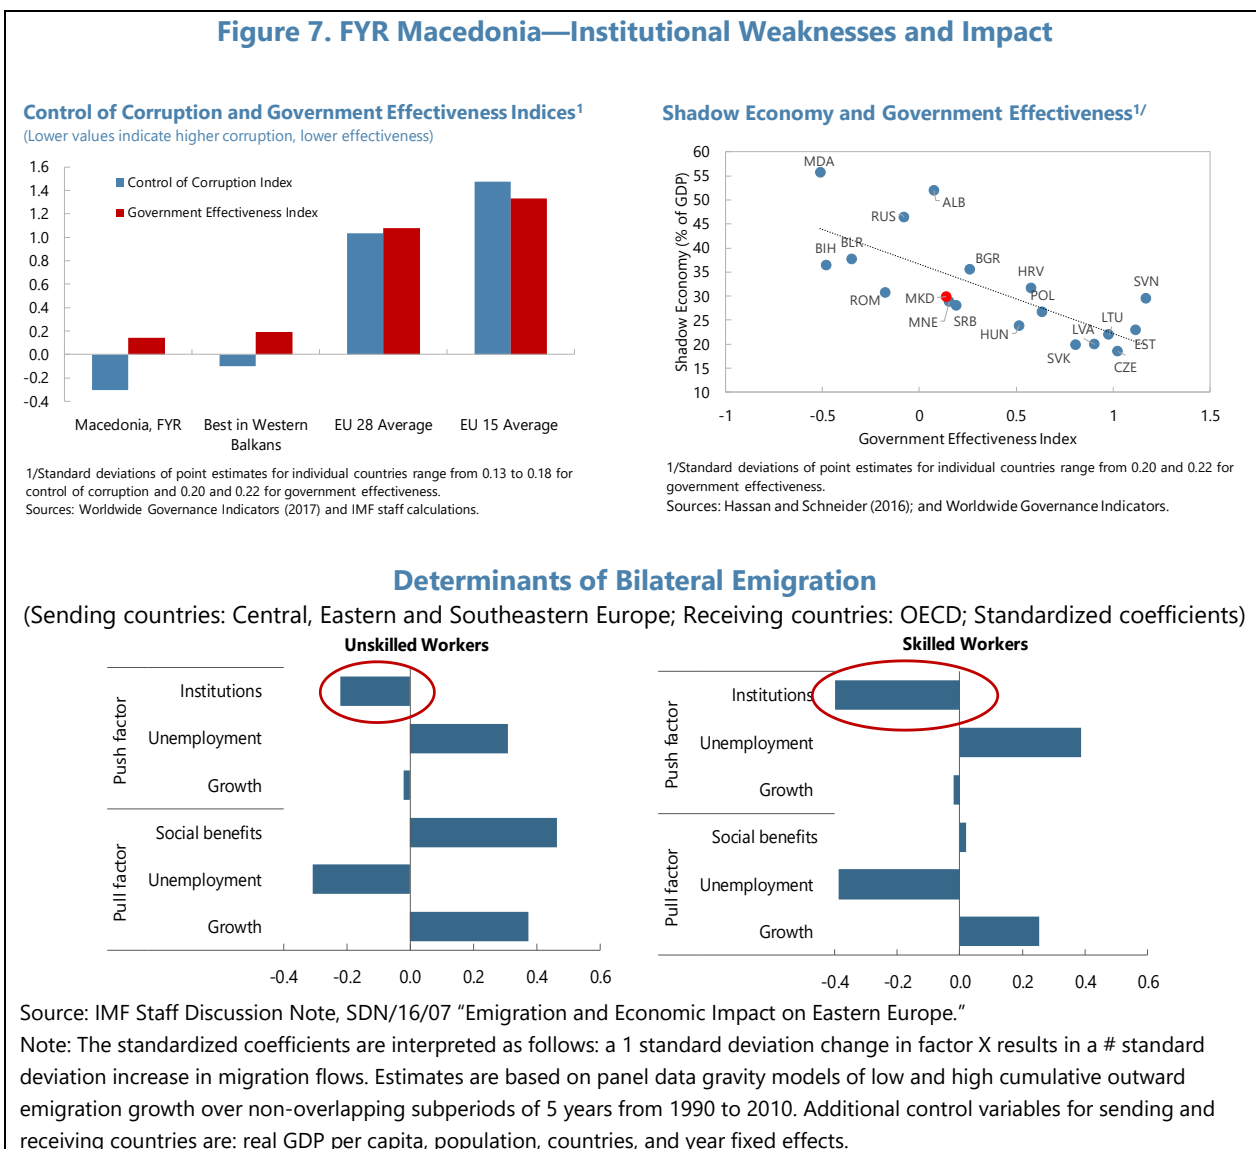 Figure 7. FYR Macedonia—Institutional Weaknesses and Impact
Control of Corruption and Government Effectiveness Indices1
(Lower values indicate higher corruption, lower effectiveness)
1.6
1.4
1.2
1.0
0.8
0.6
0.4
0.2
0.0
-0.2
-0.4
Control of Corruption Index
Government Effectiveness Index
Macedonia, FYR
Best in Western
Balkans
EU 28 Average
EU 15 Average
1/Standard deviations of point estimates for individual countries range from 0.13 to 0.18 for
control of corruption and 0.20 and 0.22 for government effectiveness.
Sources: Worldwide Governance Indicators (2017) and IMF staff calculations.
Shadow Economy and Government Effectiveness1/
Shadow Economy (% of GDP)
60
55
50
45
40
35
30
25
20
15
10
MDA
ALB
RUS
BIH
BLR
BGR
HRV
SVN
ROM
MKD
POL
MNE
SRB
HUN
LVA
LTU
EST
SVK
CZE
-1
-0.5
0
0.5
1
1.5
Government Effectiveness Index
1/Standard deviations of point estimates for individual countries range from 0.20 and 0.22 for
government effectiveness.
Sources: Hassan and Schneider (2016); and Worldwide Governance Indicators.
Determinants of Bilateral Emigration
(Sending countries: Central, Eastern and Southeastern Europe; Receiving countries: OECD; Standardized coefficients)
Unskilled Workers
Push factor
Institutions
Unemployment
Growth
Pull factor
Social benefits
Unemployment
Growth
-0.4
-0.2
0.0
0.2
0.4
0.6
Skilled Workers
Push factor
Institutions
Unemployment
Growth
Pull factor
Social benefits
Unemployment
Growth
-0.4
-0.2
0.0
0.2
0.4
0.6
Source: IMF Staff Discussion Note, SDN/16/07 “Emigration and Economic Impact on Eastern Europe.”
Note: The standardized coefficients are interpreted as follows: a 1 standard deviation change in factor X results in a # standard
deviation increase in migration flows. Estimates are based on panel data gravity models of low and high cumulative outward
emigration growth over non-overlapping subperiods of 5 years from 1990 to 2010. Additional control variables for sending and
receiving countries are: real GDP per capita, population, countries, and year fixed effects.